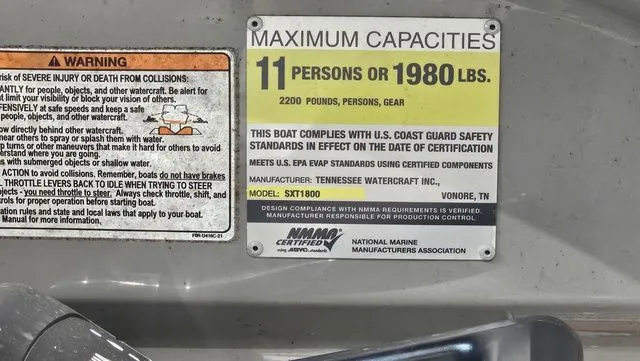 WARNING
risk of SEVERE INJURY OR DEATH FROM COLLISIONS:
ANTLY for people, objects, and other watercraft. Be alert for
t limit your visibility or block your vision of others.
FENSIVELY at safe speeds and keep a safe
people, objects, and other watercraft.
ow directly behind other watercraft.
near others to spray or splash them with water.
p turns or other maneuvers that make it hard for others to avoid
erstand where you are going.
as with submerged objects or shallow water.
ACTION to avoid collisions. Remember, boats do not have brakes
L THROTTLE LEVERS BACK TO IDLE WHEN TRYING TO STEER
bjects - you need throttle to steer. Always check throttle, shift, and
rols for proper operation before starting boat.
ation rules and state and local laws that apply to your boat.
Manual for more information.
F3R-U416C-21
MAXIMUM CAPACITIES
11 PERSONS OR 1980 LBS.
2200 POUNDS, PERSONS, GEAR
THIS BOAT COMPLIES WITH U.S. COAST GUARD SAFETY
STANDARDS IN EFFECT ON THE DATE OF CERTIFICATION
MEETS U.S. EPA EVAP STANDARDS USING CERTIFIED COMPONENTS
MANUFACTURER: TENNESSEE WATERCRAFT INC.,
MODEL: SXT1800 VONORE, TN
DESIGN COMPLIANCE WITH NMMA REQUIREMENTS IS VERIFIED.
MANUFACTURER RESPONSIBLE FOR PRODUCTION CONTROL.
NMMA
CERTIFIED
using ABYC standards
NATIONAL MARINE
MANUFACTURERS ASSOCIATION